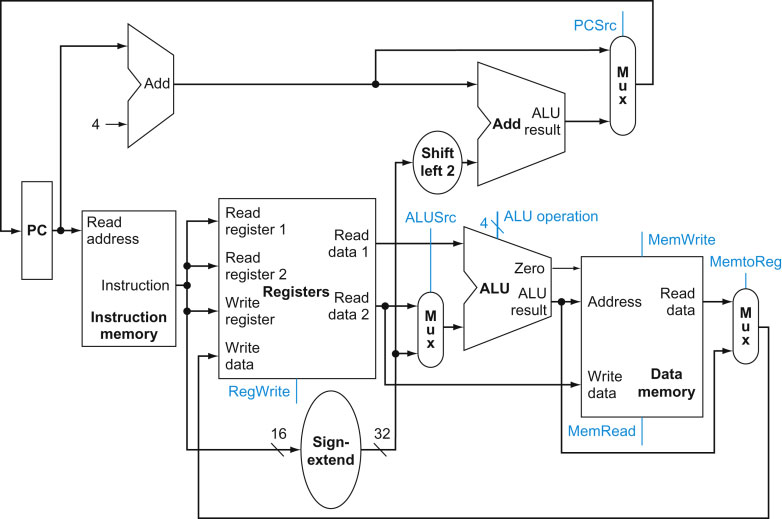 PCSrc
Add
4
M
u
x
Add
ALU
result
Shift
left 2
PC
Read
address
Instruction
Instruction
memory
Read
register 1
Read
register 2
Write
register
Write
data
Registers
Read
data 1
Read
data 2
RegWrite
16
Sign-
extend
32
ALUSrc
M
u
x
4
ALU operation
Zero
ALU
ALU
result
MemWrite
Address
Read
data
Write
data
Data
memory
MemRead
MemtoReg
M
u
x